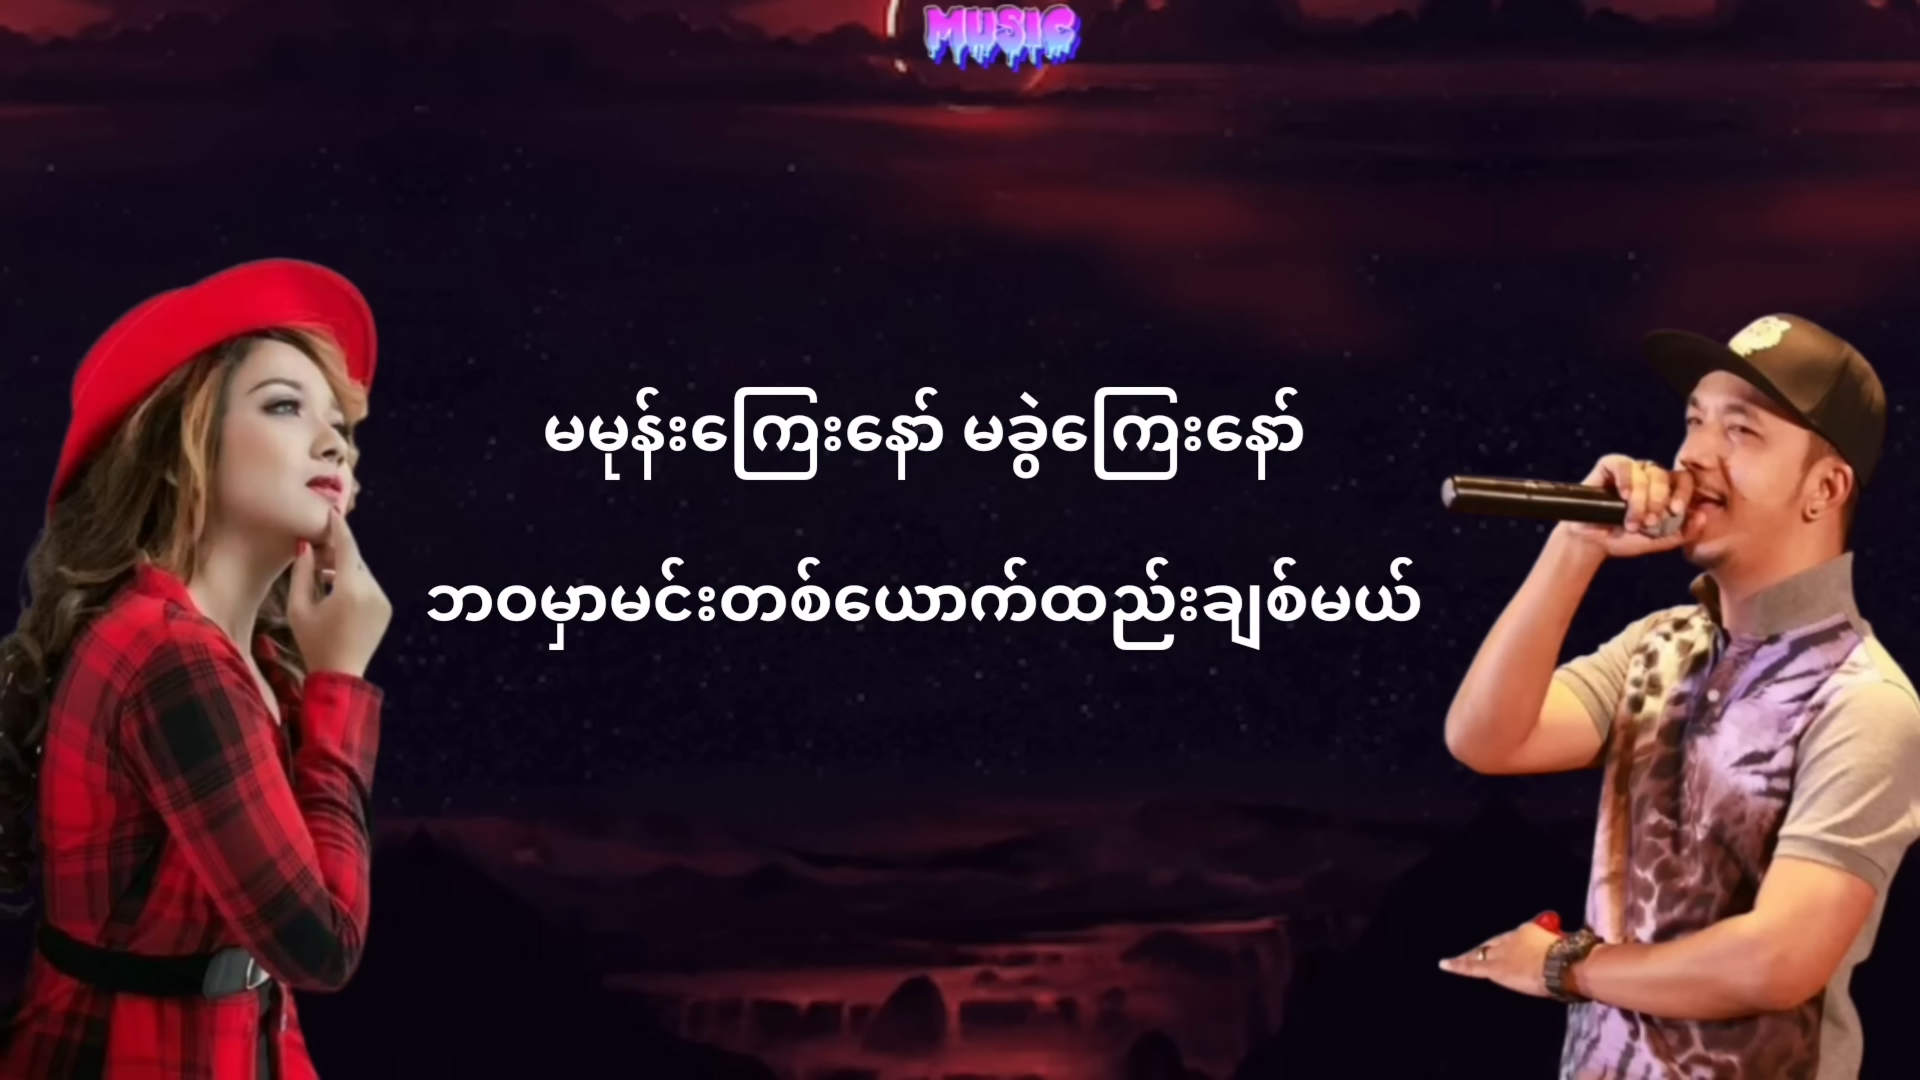 MUSIC
မမုန်းကြေးနော် မခွဲကြေးနော်
ဘဝမှာမင်းတစ်ယောက်ထည်းချစ်မယ်